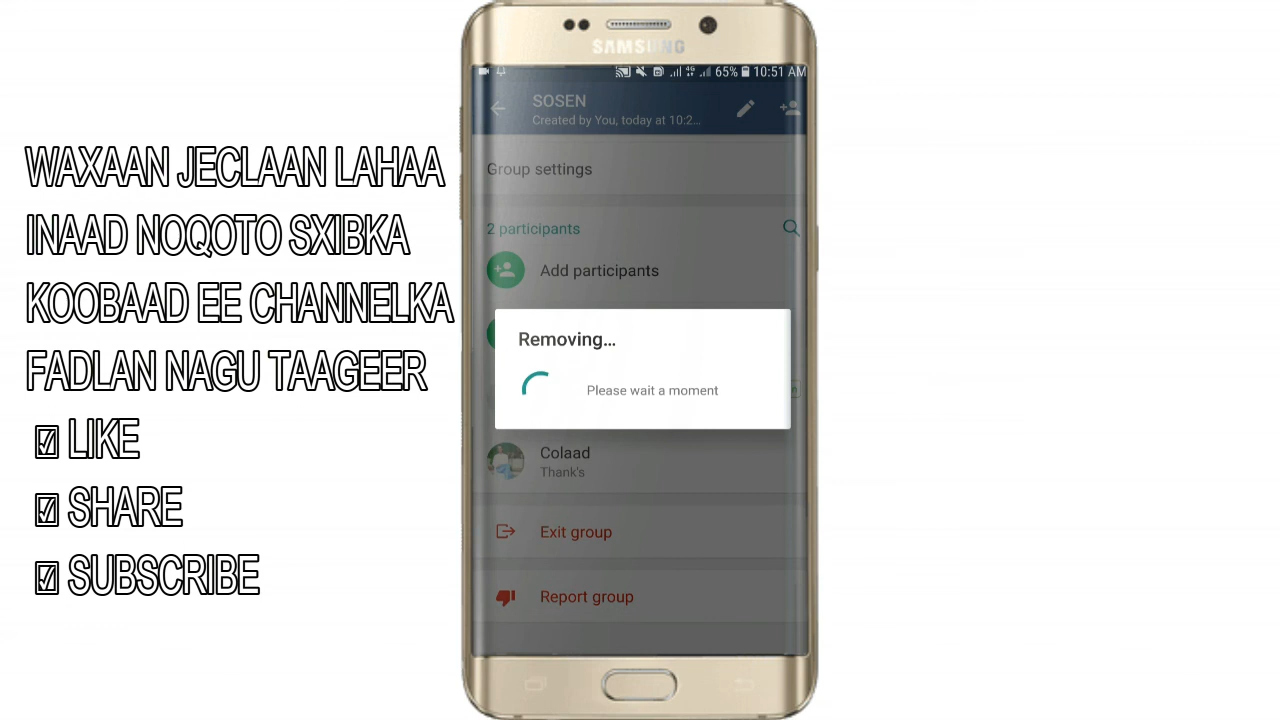 WAXAAN JECLAAN LAHAA
INAAD NOQOTO SXIBKA
KOOBAAD EE CHANNELKA
FADLAN NAGU TAAGEER
☑ LIKE
☑ SHARE
☑ SUBSCRIBE
SAMSUNG
4G 65% 10:51 AM
SOSEN
Created by You, today at 10:2...
Group settings
2 participants
Add participants
Removing...
Please wait a moment
Colaad
Thank's
Exit group
Report group